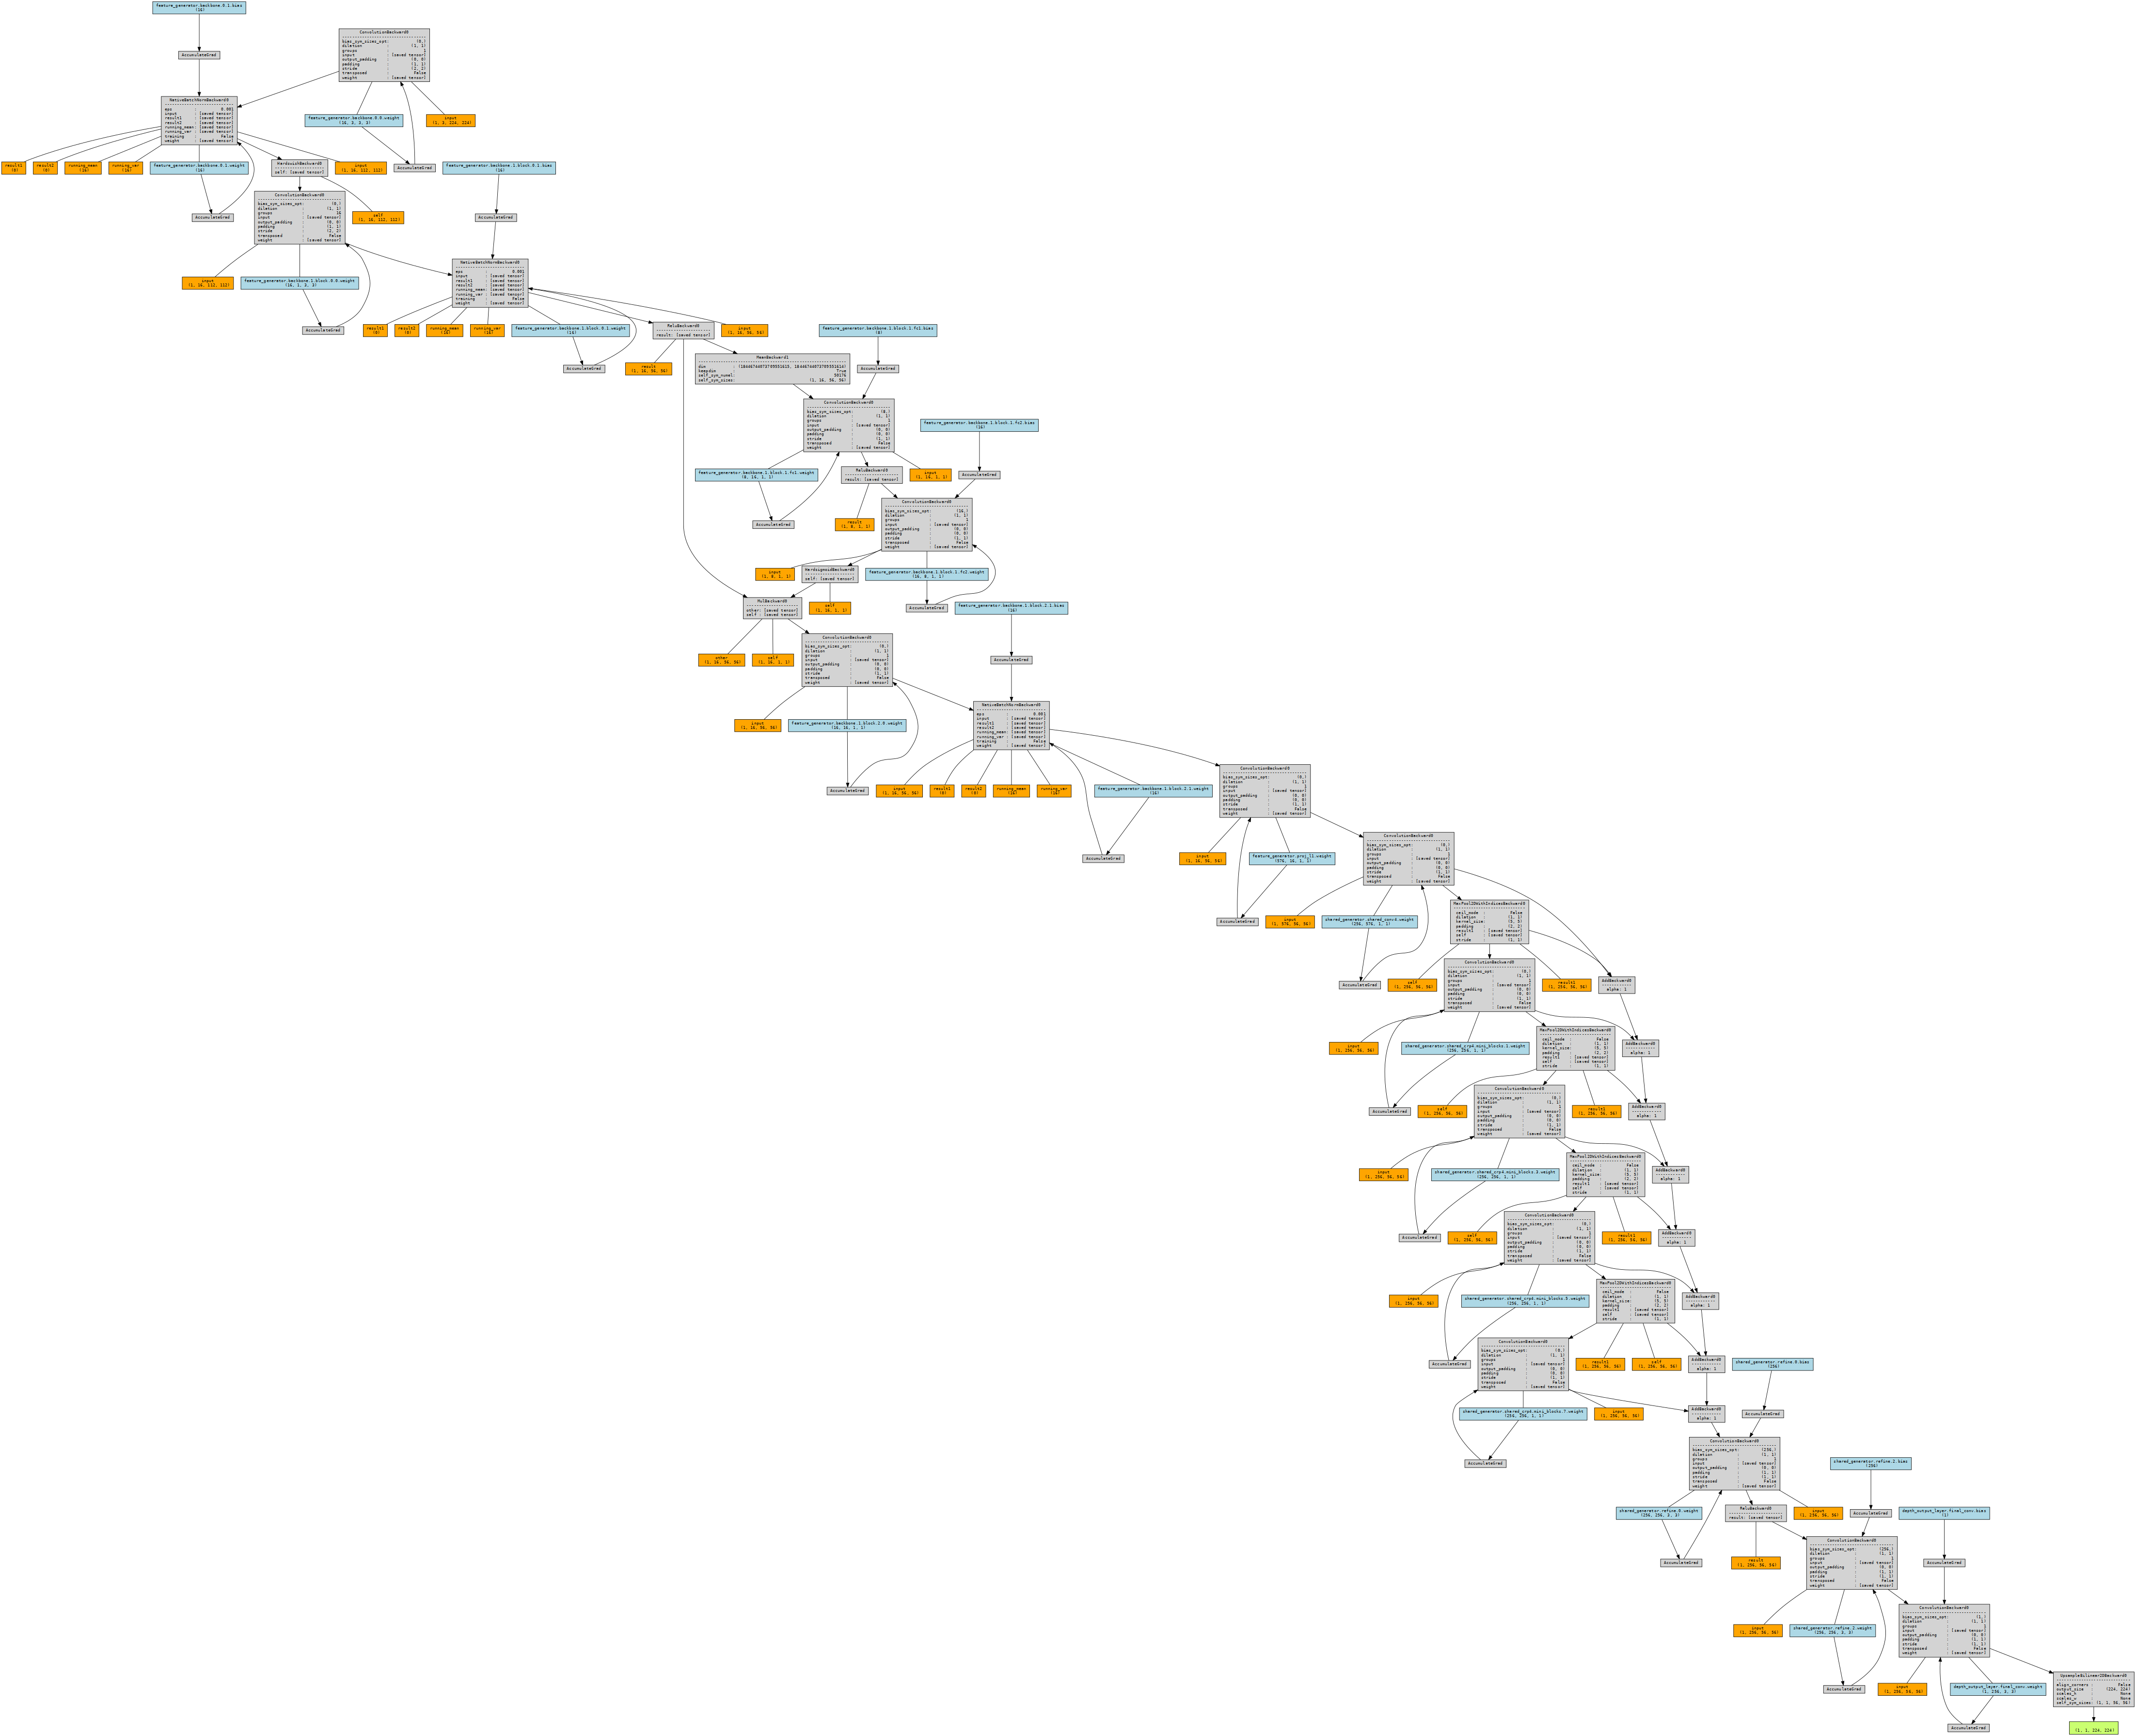 feature_generator.backbone.0.1.bias
(16)
AccumulateGrad
ConvolutionBackward0
bias_sym_sizes_opt: (0,)
dilation : (1, 1)
groups : 1
input : [saved tensor]
output_padding : (0, 0)
padding : (1, 1)
stride : (2, 2)
transposed : False
weight : [saved tensor]
NativeBatchNormBackward0
eps : 0.001
input : [saved tensor]
result1 : [saved tensor]
result2 : [saved tensor]
running_mean: [saved tensor]
running_var : [saved tensor]
training : False
weight : [saved tensor]
feature_generator.backbone.0.0.weight
(16, 3, 3, 3)
input
(1, 3, 224, 224)
result1
(0)
result2
(0)
running_mean
(16)
running_var
(16)
feature_generator.backbone.0.1.weight
(16)
HardswishBackward0
self: [saved tensor]
input
(1, 16, 112, 112)
AccumulateGrad
feature_generator.backbone.1.block.0.1.bias
(16)
AccumulateGrad
ConvolutionBackward0
bias_sym_sizes_opt: (0,)
dilation : (1, 1)
groups : 16
input : [saved tensor]
output_padding : (0, 0)
padding : (1, 1)
stride : (2, 2)
transposed : False
weight : [saved tensor]
self
(1, 16, 112, 112)
AccumulateGrad
input
(1, 16, 112, 112)
feature_generator.backbone.1.block.0.0.weight
(16, 1, 3, 3)
NativeBatchNormBackward0
eps : 0.001
input : [saved tensor]
result1 : [saved tensor]
result2 : [saved tensor]
running_mean: [saved tensor]
running_var : [saved tensor]
training : False
weight : [saved tensor]
AccumulateGrad
result1
(0)
result2
(0)
running_mean
(16)
running_var
(16)
feature_generator.backbone.1.block.0.1.weight
(16)
ReluBackward0
result: [saved tensor]
input
(1, 16, 56, 56)
feature_generator.backbone.1.block.1.fc1.bias
(8)
AccumulateGrad
result
(1, 16, 56, 56)
MeanBackward1
dim : (18446744073709551615, 18446744073709551614)
keepdim : True
self_sym_numel: 50176
self_sym_sizes: (1, 16, 56, 56)
AccumulateGrad
ConvolutionBackward0
bias_sym_sizes_opt: (8,)
dilation : (1, 1)
groups : 1
input : [saved tensor]
output_padding : (0, 0)
padding : (0, 0)
stride : (1, 1)
transposed : False
weight : [saved tensor]
feature_generator.backbone.1.block.1.fc2.bias
(16)
feature_generator.backbone.1.block.1.fc1.weight
(8, 16, 1, 1)
ReluBackward0
result: [saved tensor]
input
(1, 16, 1, 1)
AccumulateGrad
AccumulateGrad
result
(1, 8, 1, 1)
ConvolutionBackward0
bias_sym_sizes_opt: (16,)
dilation : (1, 1)
groups : 1
input : [saved tensor]
output_padding : (0, 0)
padding : (0, 0)
stride : (1, 1)
transposed : False
weight : [saved tensor]
input
(1, 8, 1, 1)
HardsigmoidBackward0
self: [saved tensor]
feature_generator.backbone.1.block.1.fc2.weight
(16, 8, 1, 1)
MulBackward0
other: [saved tensor]
self : [saved tensor]
self
(1, 16, 1, 1)
AccumulateGrad
feature_generator.backbone.1.block.2.1.bias
(16)
other
(1, 16, 56, 56)
self
(1, 16, 1, 1)
ConvolutionBackward0
bias_sym_sizes_opt: (0,)
dilation : (1, 1)
groups : 1
input : [saved tensor]
output_padding : (0, 0)
padding : (0, 0)
stride : (1, 1)
transposed : False
weight : [saved tensor]
AccumulateGrad
input
(1, 16, 56, 56)
feature_generator.backbone.1.block.2.0.weight
(16, 16, 1, 1)
NativeBatchNormBackward0
eps : 0.001
input : [saved tensor]
result1 : [saved tensor]
result2 : [saved tensor]
running_mean: [saved tensor]
running_var : [saved tensor]
training : False
weight : [saved tensor]
AccumulateGrad
input
(1, 16, 56, 56)
result1
(0)
result2
(0)
running_mean
(16)
running_var
(16)
feature_generator.backbone.1.block.2.1.weight
(16)
ConvolutionBackward0
bias_sym_sizes_opt: (0,)
dilation : (1, 1)
groups : 1
input : [saved tensor]
output_padding : (0, 0)
padding : (0, 0)
stride : (1, 1)
transposed : False
weight : [saved tensor]
AccumulateGrad
input
(1, 16, 56, 56)
feature_generator.proj_l1.weight
(576, 16, 1, 1)
ConvolutionBackward0
bias_sym_sizes_opt: (0,)
dilation : (1, 1)
groups : 1
input : [saved tensor]
output_padding : (0, 0)
padding : (0, 0)
stride : (1, 1)
transposed : False
weight : [saved tensor]
AccumulateGrad
input
(1, 576, 56, 56)
shared_generator.shared_conv4.weight
(256, 576, 1, 1)
MaxPool2DWithIndicesBackward0
ceil_mode : False
dilation : (1, 1)
kernel_size: (5, 5)
padding : (2, 2)
result1 : [saved tensor]
self : [saved tensor]
stride : (1, 1)
AccumulateGrad
self
(1, 256, 56, 56)
ConvolutionBackward0
bias_sym_sizes_opt: (0,)
dilation : (1, 1)
groups : 1
input : [saved tensor]
output_padding : (0, 0)
padding : (0, 0)
stride : (1, 1)
transposed : False
weight : [saved tensor]
result1
(1, 256, 56, 56)
AddBackward0
alpha: 1
input
(1, 256, 56, 56)
shared_generator.shared_crp4.mini_blocks.1.weight
(256, 256, 1, 1)
MaxPool2DWithIndicesBackward0
ceil_mode : False
dilation : (1, 1)
kernel_size: (5, 5)
padding : (2, 2)
result1 : [saved tensor]
self : [saved tensor]
stride : (1, 1)
AddBackward0
alpha: 1
AccumulateGrad
self
(1, 256, 56, 56)
ConvolutionBackward0
bias_sym_sizes_opt: (0,)
dilation : (1, 1)
groups : 1
input : [saved tensor]
output_padding : (0, 0)
padding : (0, 0)
stride : (1, 1)
transposed : False
weight : [saved tensor]
result1
(1, 256, 56, 56)
AddBackward0
alpha: 1
input
(1, 256, 56, 56)
shared_generator.shared_crp4.mini_blocks.3.weight
(256, 256, 1, 1)
MaxPool2DWithIndicesBackward0
ceil_mode : False
dilation : (1, 1)
kernel_size: (5, 5)
padding : (2, 2)
result1 : [saved tensor]
self : [saved tensor]
stride : (1, 1)
AddBackward0
alpha: 1
AccumulateGrad
self
(1, 256, 56, 56)
ConvolutionBackward0
bias_sym_sizes_opt: (0,)
dilation : (1, 1)
groups : 1
input : [saved tensor]
output_padding : (0, 0)
padding : (0, 0)
stride : (1, 1)
transposed : False
weight : [saved tensor]
result1
(1, 256, 56, 56)
AddBackward0
alpha: 1
input
(1, 256, 56, 56)
shared_generator.shared_crp4.mini_blocks.5.weight
(256, 256, 1, 1)
MaxPool2DWithIndicesBackward0
ceil_mode : False
dilation : (1, 1)
kernel_size: (5, 5)
padding : (2, 2)
result1 : [saved tensor]
self : [saved tensor]
stride : (1, 1)
AddBackward0
alpha: 1
AccumulateGrad
ConvolutionBackward0
bias_sym_sizes_opt: (0,)
dilation : (1, 1)
groups : 1
input : [saved tensor]
output_padding : (0, 0)
padding : (0, 0)
stride : (1, 1)
transposed : False
weight : [saved tensor]
result1
(1, 256, 56, 56)
self
(1, 256, 56, 56)
AddBackward0
alpha: 1
shared_generator.refine.0.bias
(256)
shared_generator.shared_crp4.mini_blocks.7.weight
(256, 256, 1, 1)
input
(1, 256, 56, 56)
AddBackward0
alpha: 1
AccumulateGrad
AccumulateGrad
ConvolutionBackward0
bias_sym_sizes_opt: (256,)
dilation : (1, 1)
groups : 1
input : [saved tensor]
output_padding : (0, 0)
padding : (1, 1)
stride : (1, 1)
transposed : False
weight : [saved tensor]
shared_generator.refine.2.bias
(256)
shared_generator.refine.0.weight
(256, 256, 3, 3)
ReluBackward0
result: [saved tensor]
input
(1, 256, 56, 56)
AccumulateGrad
depth_output_layer.final_conv.bias
(1)
AccumulateGrad
result
(1, 256, 56, 56)
ConvolutionBackward0
bias_sym_sizes_opt: (256,)
dilation : (1, 1)
groups : 1
input : [saved tensor]
output_padding : (0, 0)
padding : (1, 1)
stride : (1, 1)
transposed : False
weight : [saved tensor]
AccumulateGrad
input
(1, 256, 56, 56)
shared_generator.refine.2.weight
(256, 256, 3, 3)
ConvolutionBackward0
bias_sym_sizes_opt: (1,)
dilation : (1, 1)
groups : 1
input : [saved tensor]
output_padding : (0, 0)
padding : (1, 1)
stride : (1, 1)
transposed : False
weight : [saved tensor]
AccumulateGrad
input
(1, 256, 56, 56)
depth_output_layer.final_conv.weight
(1, 256, 3, 3)
UpsampleBilinear2DBackward0
align_corners : False
output_size : (224, 224)
scales_h : None
scales_w : None
self_sym_sizes: (1, 1, 56, 56)
AccumulateGrad
(1, 1, 224, 224)